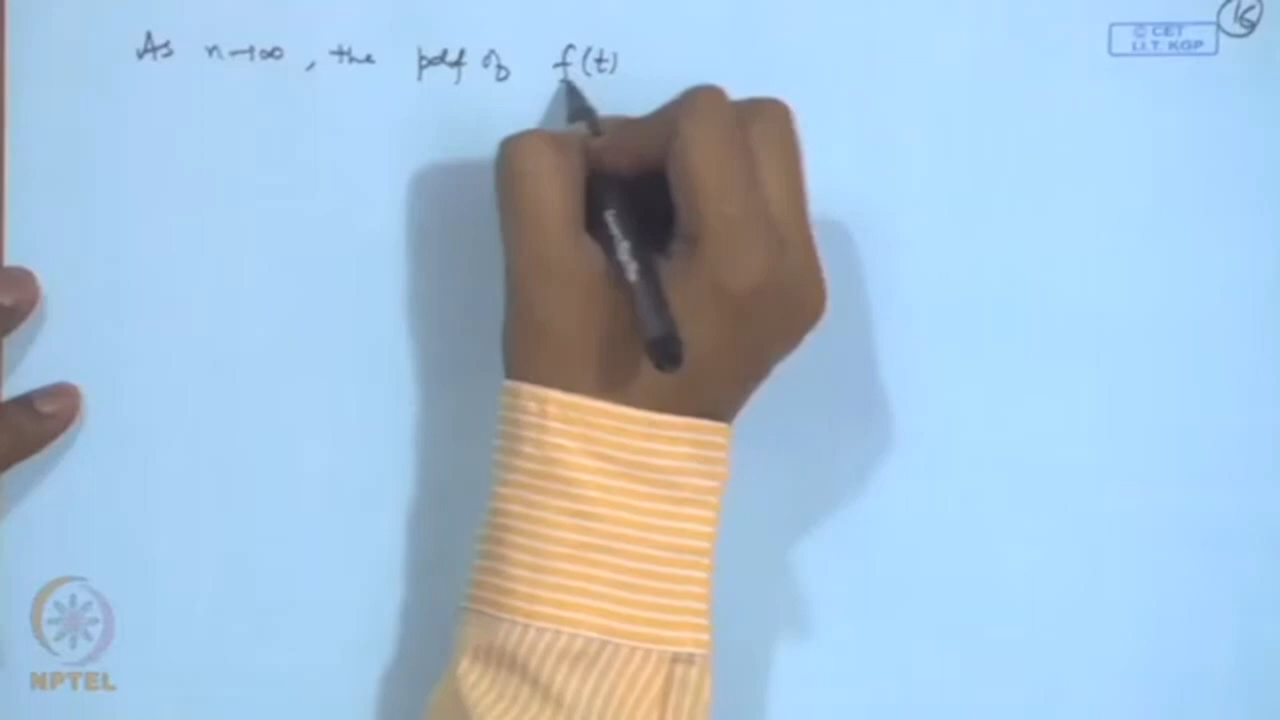 As n→∞, the pdf of f(t)
© CET
I.I.T. KGP
16
NPTEL